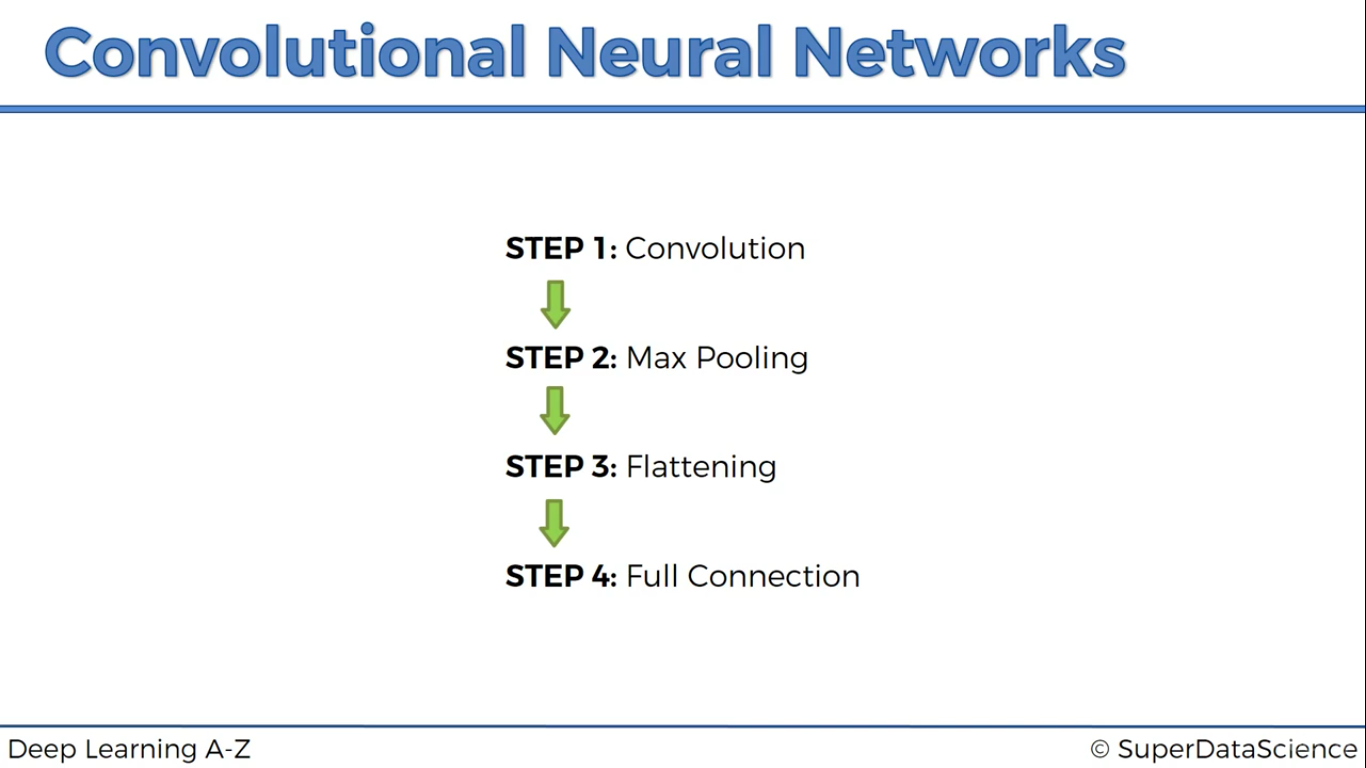 Convolutional Neural Networks
STEP 1: Convolution
STEP 2: Max Pooling
STEP 3: Flattening
STEP 4: Full Connection
Deep Learning A-Z
© SuperDataScience